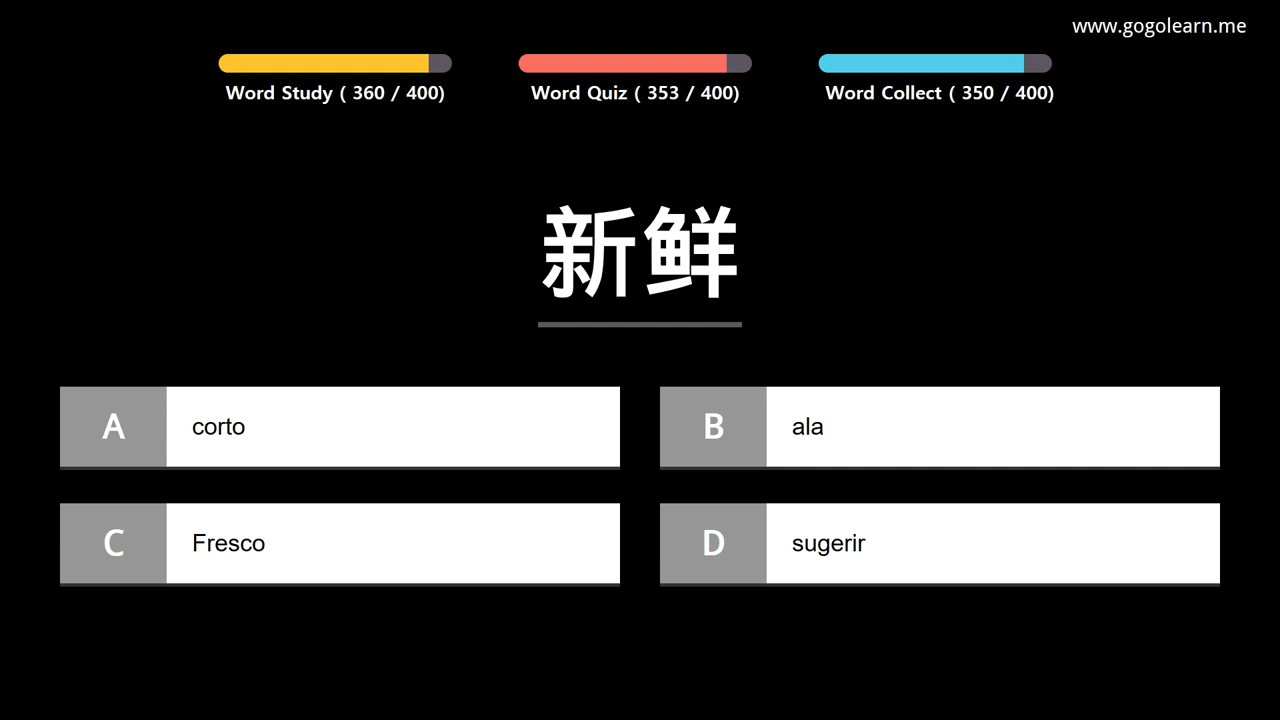 www.gogolearn.me
Word Study ( 360 / 400)
Word Quiz ( 353 / 400)
Word Collect ( 350 / 400)
新鲜
A corto
B ala
C Fresco
D sugerir